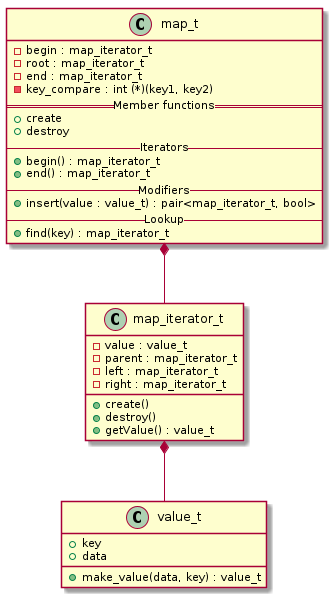 C map_t
begin : map_iterator_t
root : map_iterator_t
end : map_iterator_t
key_compare : int (*)(key1, key2)
Member functions
create
destroy
Iterators
begin() : map_iterator_t
end() : map_iterator_t
Modifiers
insert(value : value_t) : pair<map_iterator_t, bool>
Lookup
find(key) : map_iterator_t
C map_iterator_t
value : value_t
parent : map_iterator_t
left : map_iterator_t
right : map_iterator_t
create()
destroy()
getValue() : value_t
C value_t
key
data
make_value(data, key) : value_t